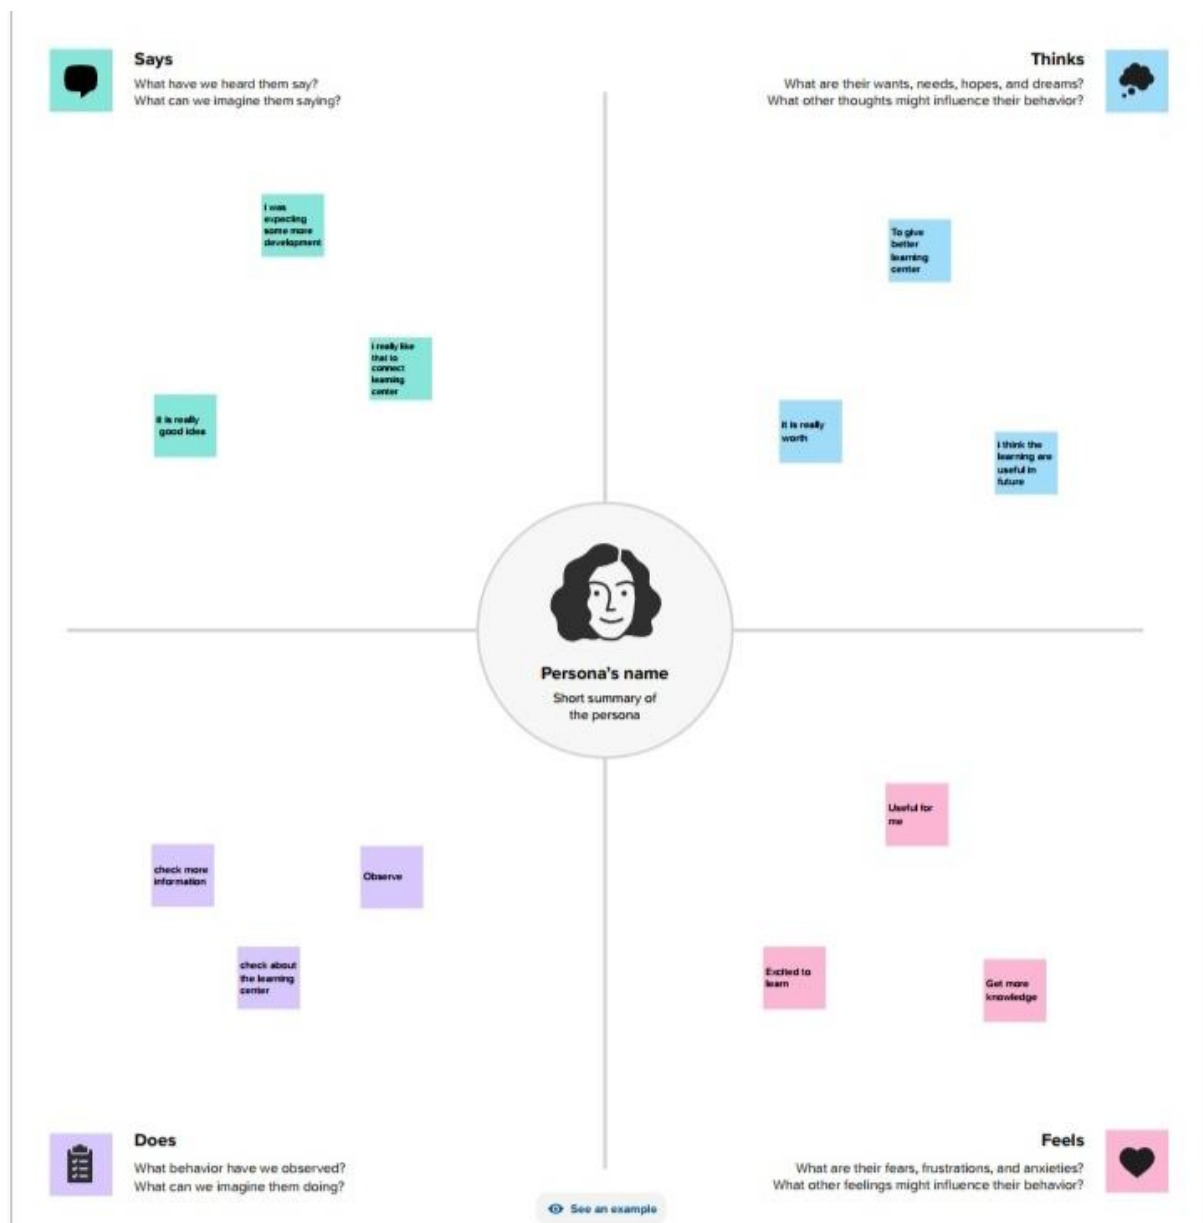 Says
What have we heard them say?
What can we imagine them saying?
Thinks
What are their wants, needs, hopes, and dreams?
What other thoughts might influence their behavior?
i was
expecting
some more
development
i really like
that to
connect
learning
center
it is really
good idea
To give
better
learning
center
it is really
worth
i think the
learning are
useful in
future
Persona's name
Short summary of
the persona
check more
information
Observe
check about
the learning
center
Useful for
me
Excited to
learn
Get more
knowledge
Does
What behavior have we observed?
What can we imagine them doing?
Feels
What are their fears, frustrations, and anxieties?
What other feelings might influence their behavior?
See an example